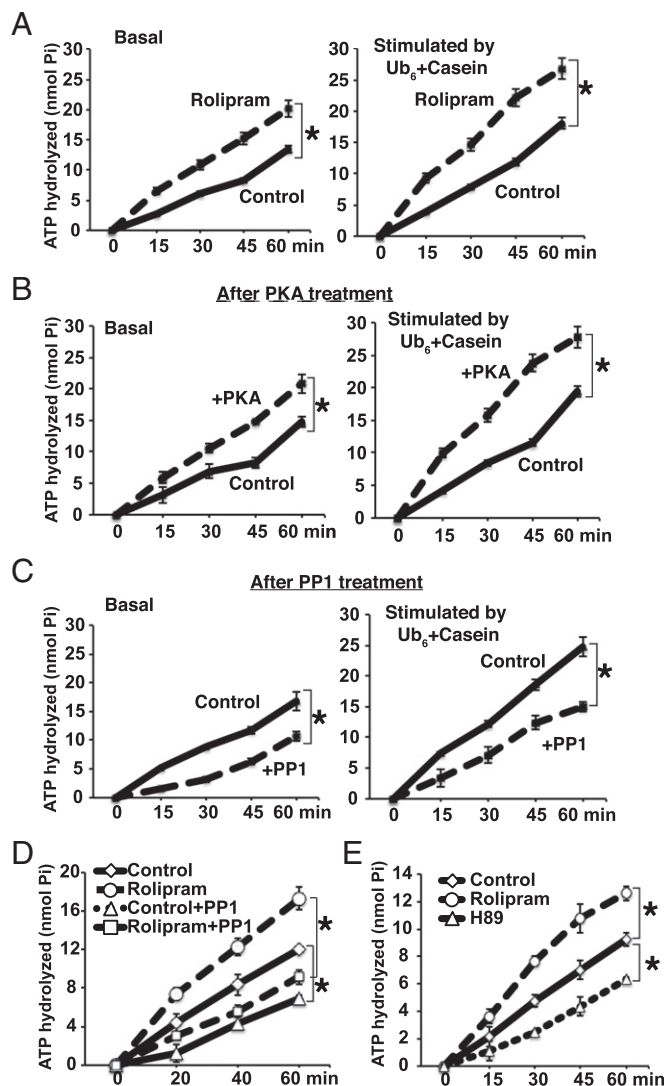 A
Basal
ATP hydrolyzed (nmol Pi)
30
25
20
15
10
5
0
Rolipram
*
Control
0 15 30 45 60 min
Stimulated by
Ub6+Casein
30
25
20
15
10
5
0
Rolipram
*
Control
0 15 30 45 60 min
B
After PKA treatment
Basal
ATP hydrolyzed (nmol Pi)
30
25
20
15
10
5
0
+PKA
*
Control
0 15 30 45 60 min
Stimulated by
Ub6+Casein
30
25
20
15
10
5
0
+PKA
*
Control
0 15 30 45 60 min
C
After PP1 treatment
Basal
ATP hydrolyzed (nmol Pi)
30
25
20
15
10
5
0
Control
*
+PP1
0 15 30 45 60 min
Stimulated by
Ub6+Casein
30
25
20
15
10
5
0
Control
*
+PP1
0 15 30 45 60 min
D
ATP hydrolyzed (nmol Pi)
20
16
12
8
4
0
Control
Rolipram
Control+PP1
Rolipram+PP1
*
*
0 20 40 60 min
E
ATP hydrolyzed (nmol Pi)
14
12
10
8
6
4
2
0
Control
Rolipram
H89
*
*
0 15 30 45 60 min